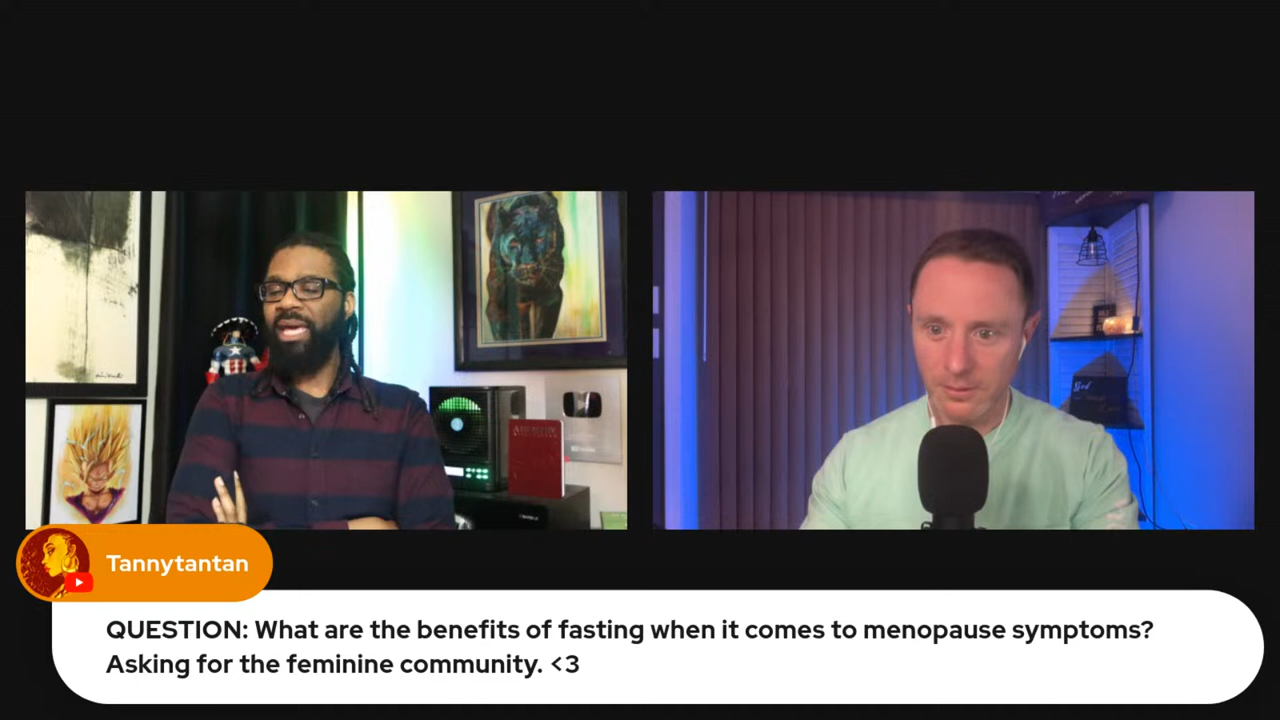 God
Tannytantan
QUESTION: What are the benefits of fasting when it comes to menopause symptoms?
Asking for the feminine community. <3